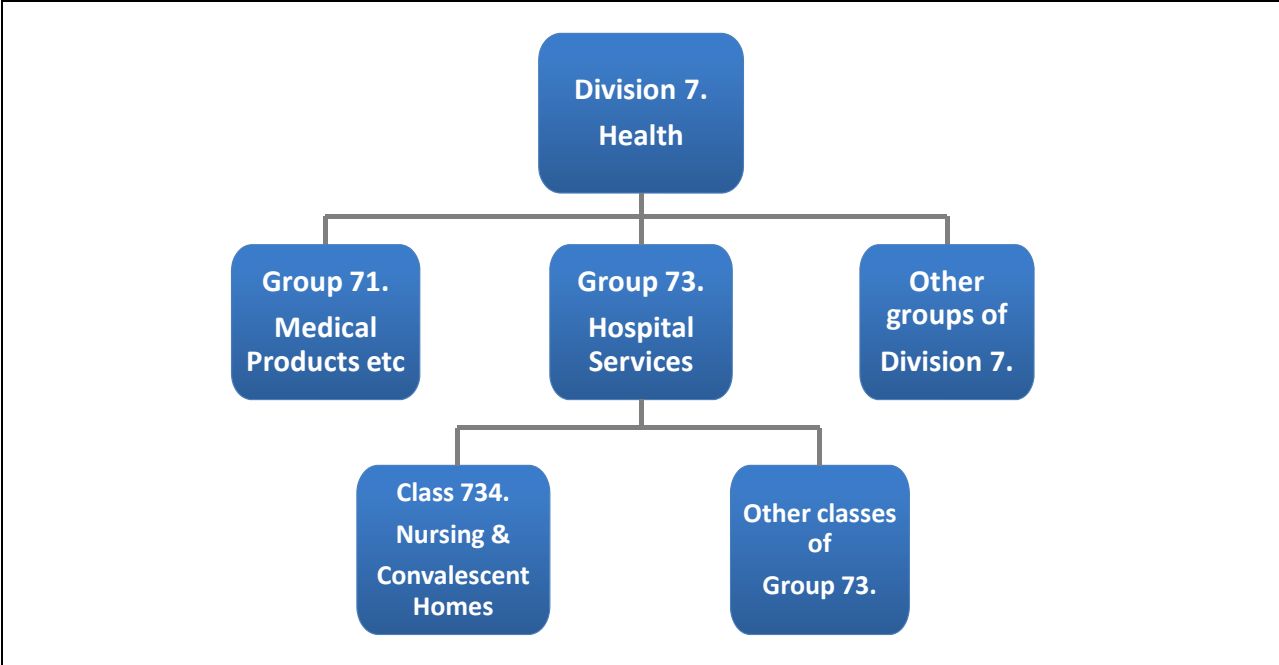 Division 7.
Health
Group 71.
Medical
Products etc
Group 73.
Hospital
Services
Other
groups of
Division 7.
Class 734.
Nursing &
Convalescent
Homes
Other classes
of
Group 73.